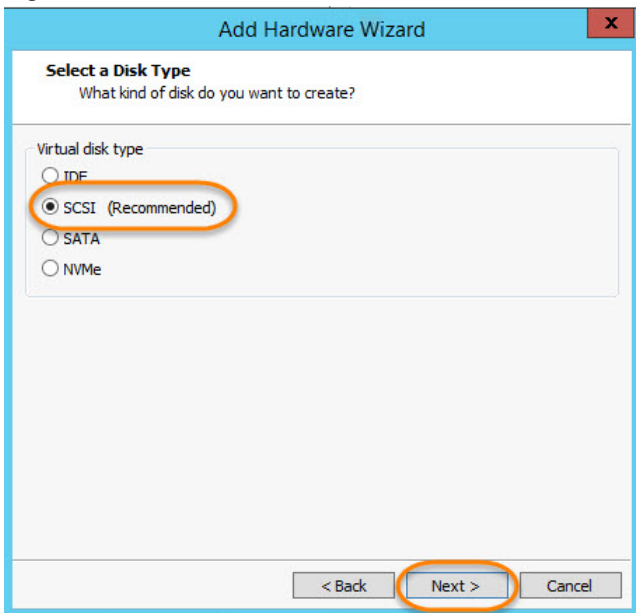 Add Hardware Wizard
x
Select a Disk Type
What kind of disk do you want to create?
Virtual disk type
IDE
SCSI (Recommended)
SATA
NVMe
< Back Next > Cancel